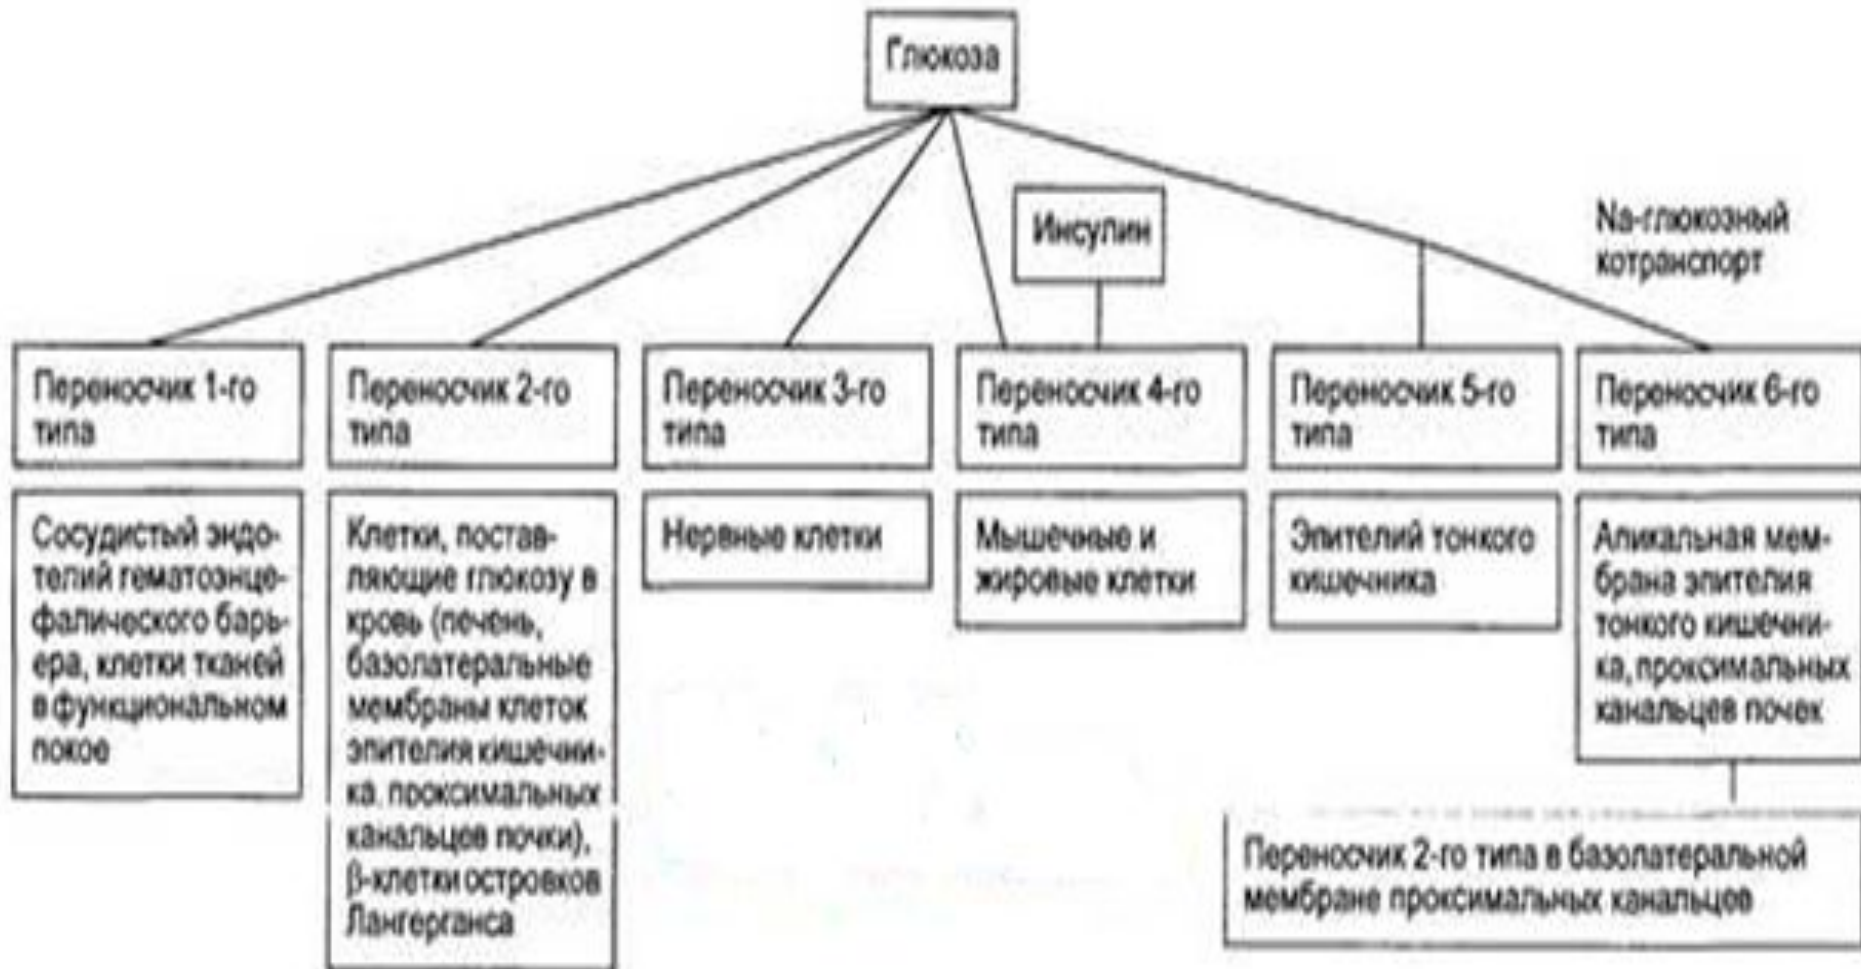 Глюкоза
Инсулин
Na-глюкозный
котранспорт
Переносчик 1-го
типа
Переносчик 2-го
типа
Переносчик 3-го
типа
Переносчик 4-го
типа
Переносчик 5-го
типа
Переносчик 6-го
типа
Сосудистый эндо-
телий гематоэнце-
фалического барь-
ера, клетки тканей
в функциональном
покое
Клетки, постав-
ляющие глюкозу в
кровь (печень,
базолатеральные
мембраны клеток
эпителия кишечни-
ка, проксимальных
канальцев почки),
β-клетки островков
Лангерганса
Нервные клетки
Мышечные и
жировые клетки
Эпителий тонкого
кишечника
Апикальная мем-
брана эпителия
тонкого кишечни-
ка, проксимальных
канальцев почек
Переносчик 2-го типа в базолатеральной
мембране проксимальных канальцев